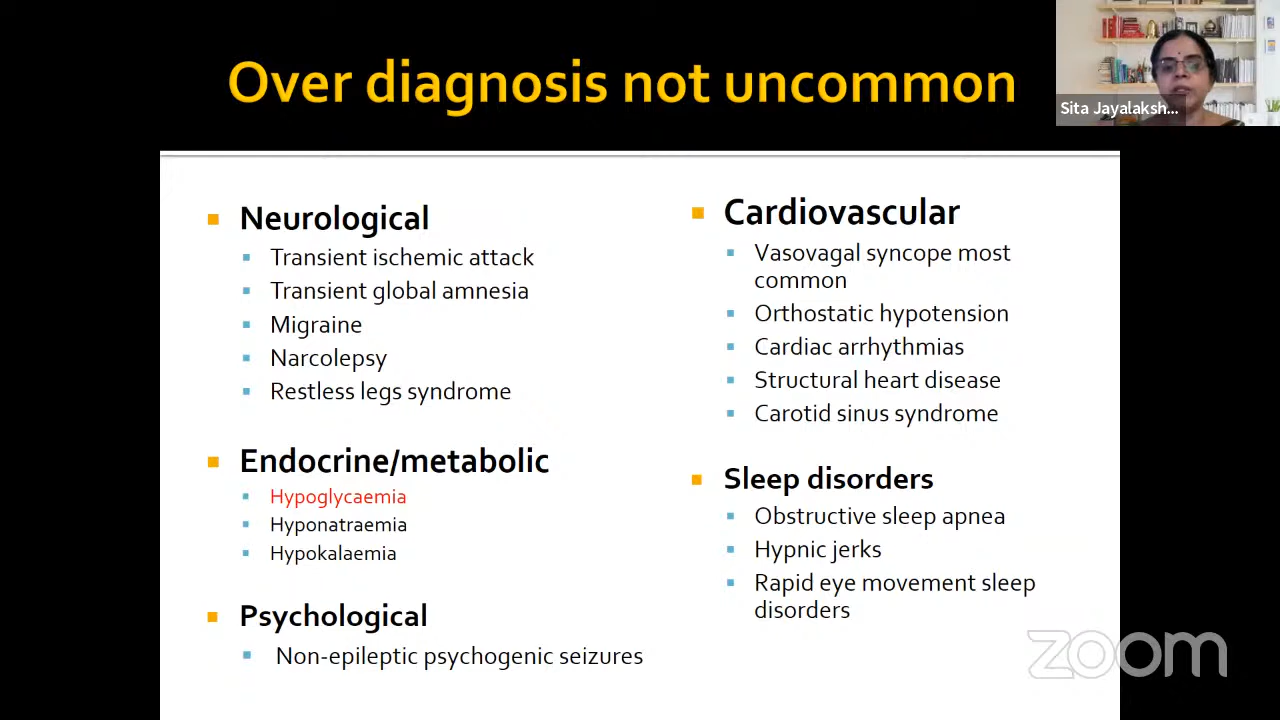 Over diagnosis not uncommon
Sita Jayalaksh...
Neurological
Transient ischemic attack
Transient global amnesia
Migraine
Narcolepsy
Restless legs syndrome
Endocrine/metabolic
Hypoglycaemia
Hyponatraemia
Hypokalaemia
Psychological
Non-epileptic psychogenic seizures
Cardiovascular
Vasovagal syncope most
common
Orthostatic hypotension
Cardiac arrhythmias
Structural heart disease
Carotid sinus syndrome
Sleep disorders
Obstructive sleep apnea
Hypnic jerks
Rapid eye movement sleep
disorders
zoom